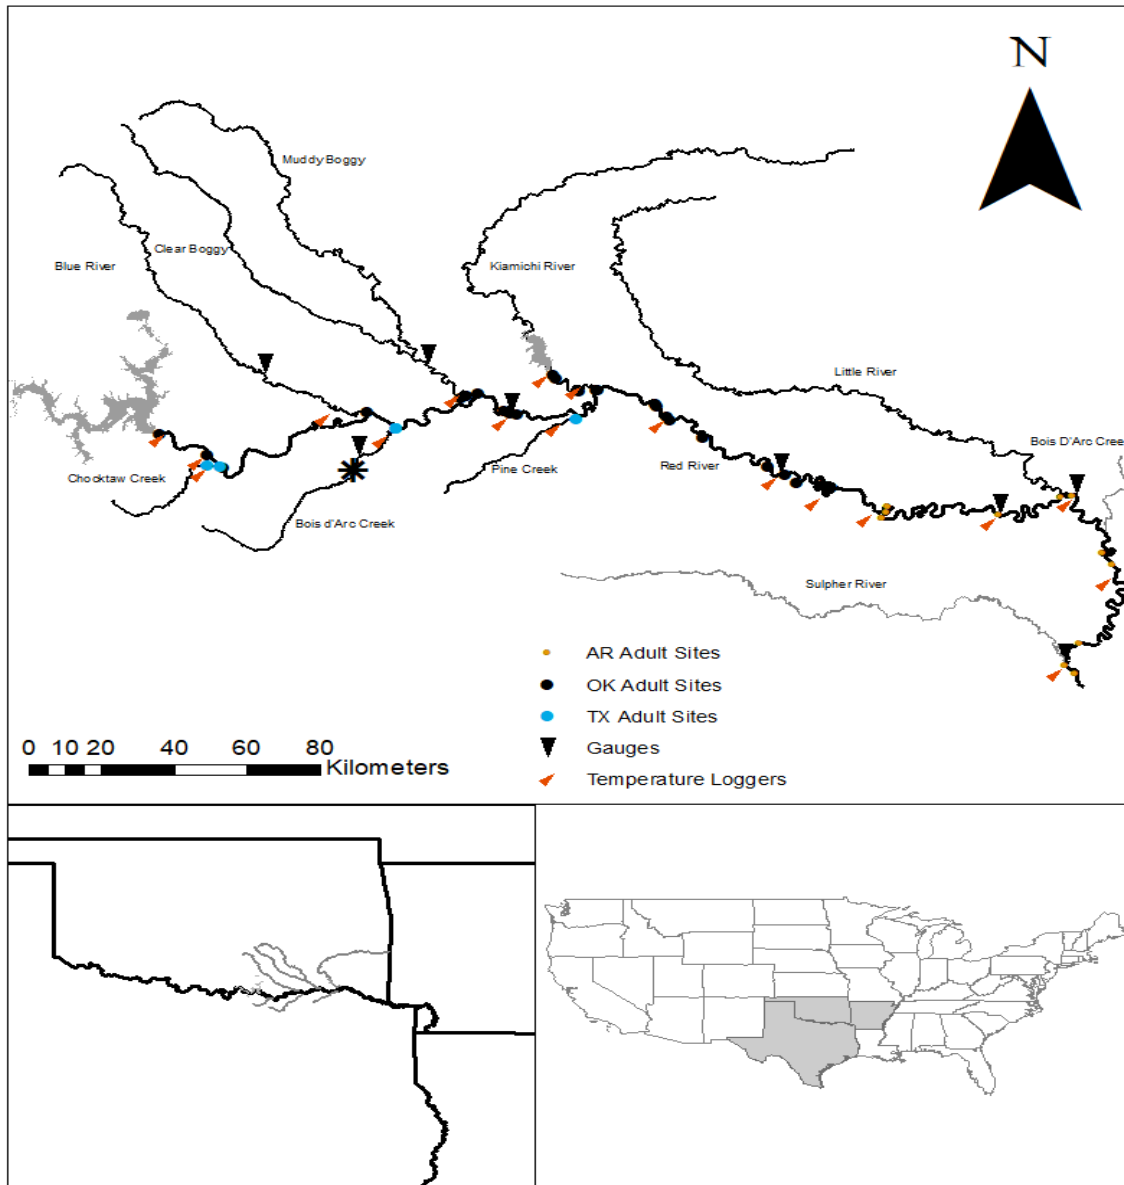 N
Muddy Boggy
Clear Boggy
Blue River
Kiamichi River
Little River
Bois D'Arc Cree
Chocktaw Creek
Pine Creek
Red River
Bois d'Arc Creek
Sulpher River
AR Adult Sites
OK Adult Sites
TX Adult Sites
Gauges
Temperature Loggers
0 10 20 40 60 80
Kilometers